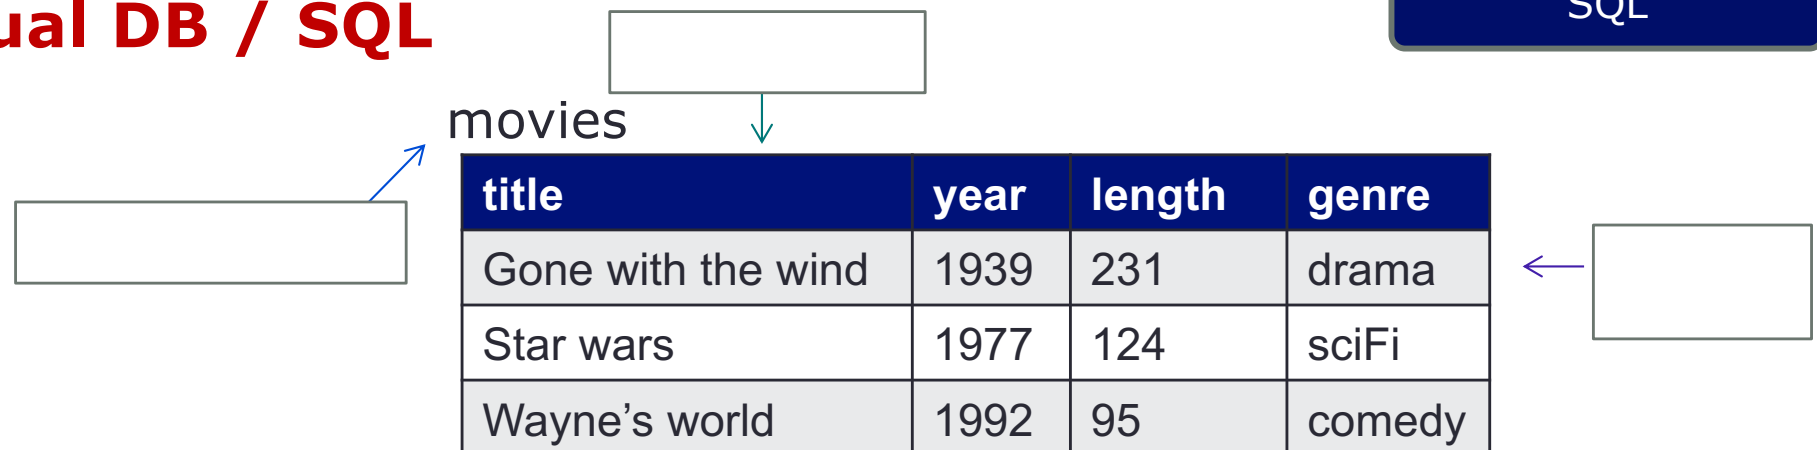 ual DB / SQL
SQL
movies
title year length genre
Gone with the wind 1939 231 drama
Star wars 1977 124 sciFi
Wayne’s world 1992 95 comedy